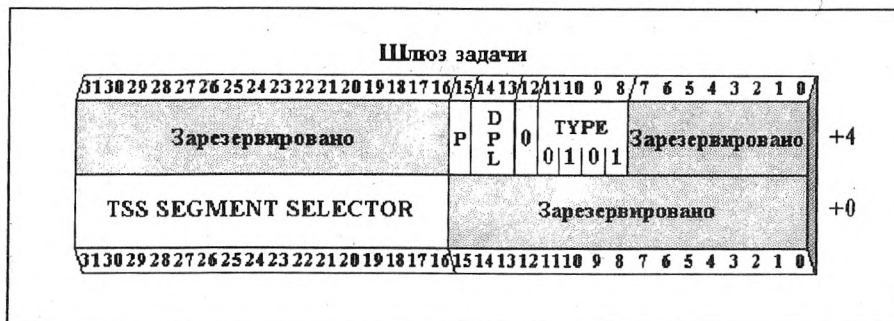 Шлюз задачи
31 30 29 28 27 26 25 24 23 22 21 20 19 18 17 16 15 14 13 12 11 10 9 8 7 6 5 4 3 2 1 0
Зарезервировано P DPL 0 TYPE 0 1 0 1 Зарезервировано +4
TSS SEGMENT SELECTOR Зарезервировано +0
31 30 29 28 27 26 25 24 23 22 21 20 19 18 17 16 15 14 13 12 11 10 9 8 7 6 5 4 3 2 1 0